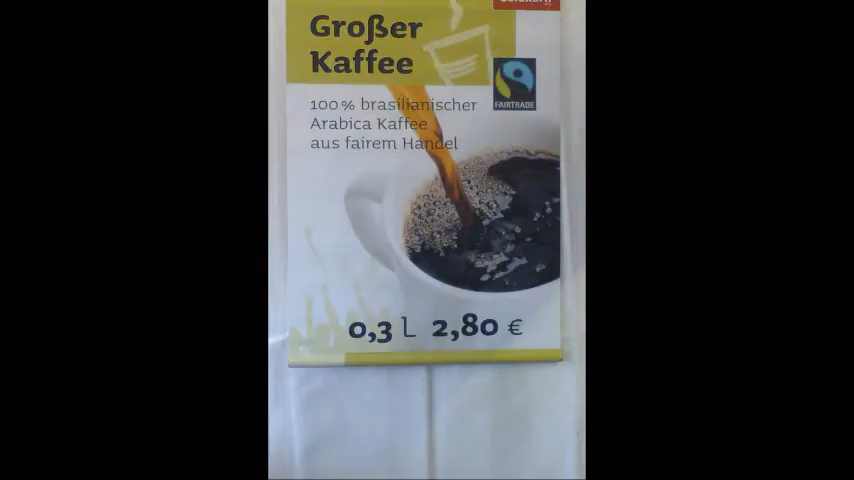 Großer
Kaffee
FAIRTRADE
100% brasilianischer
Arabica Kaffee
aus fairem Handel
0,3 L 2,80 €